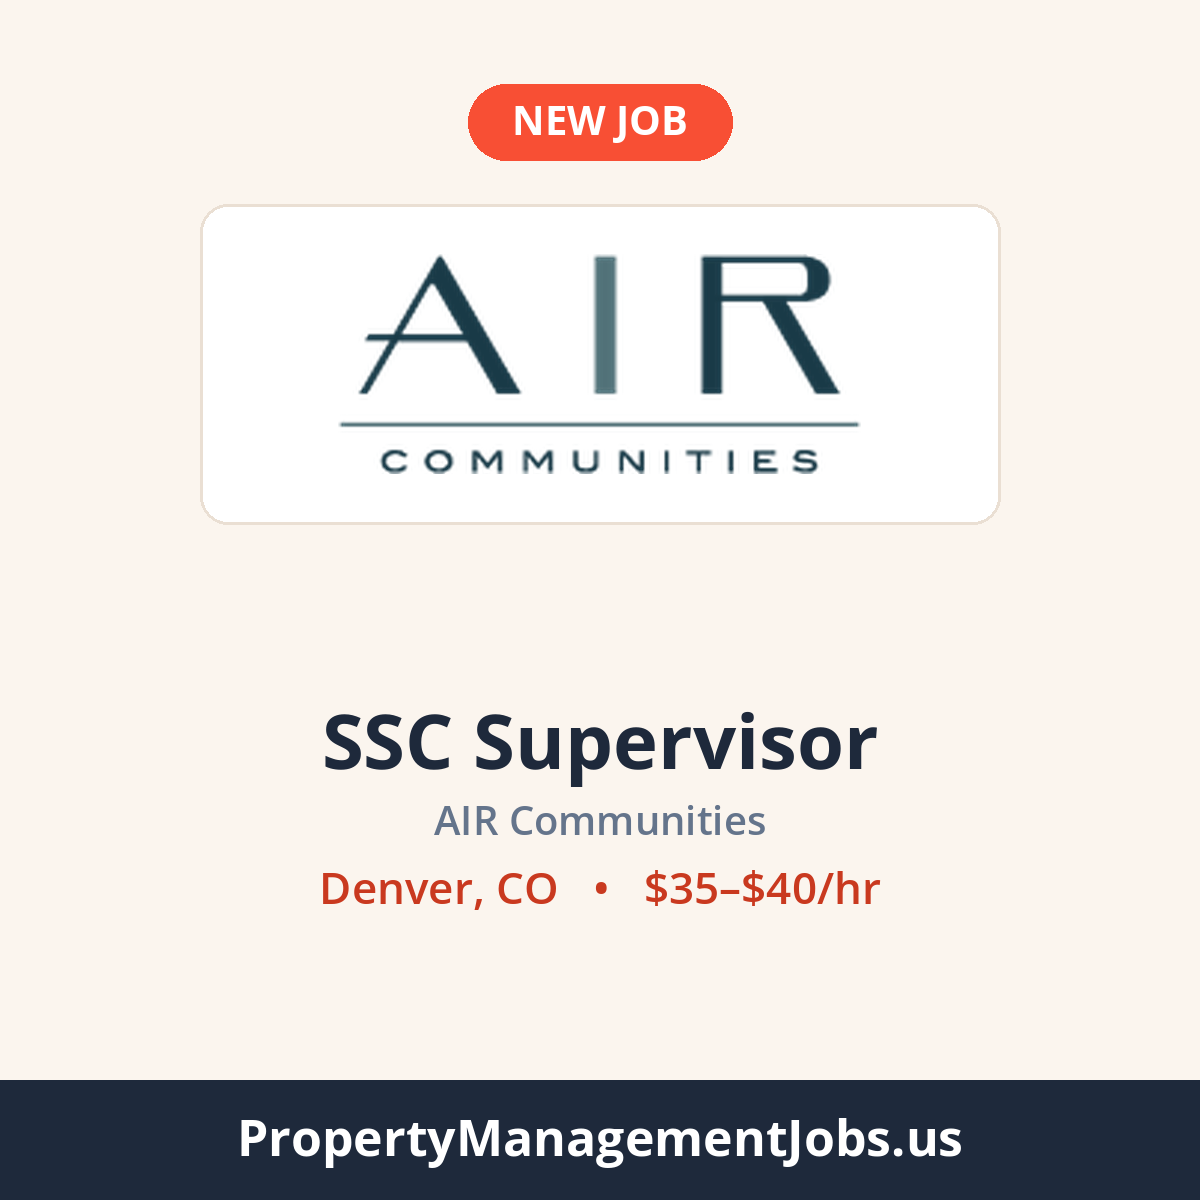 NEW JOB
AIR
COMMUNITIES
SSC Supervisor
AIR Communities
Denver, CO • $35–$40/hr
PropertyManagementJobs.us